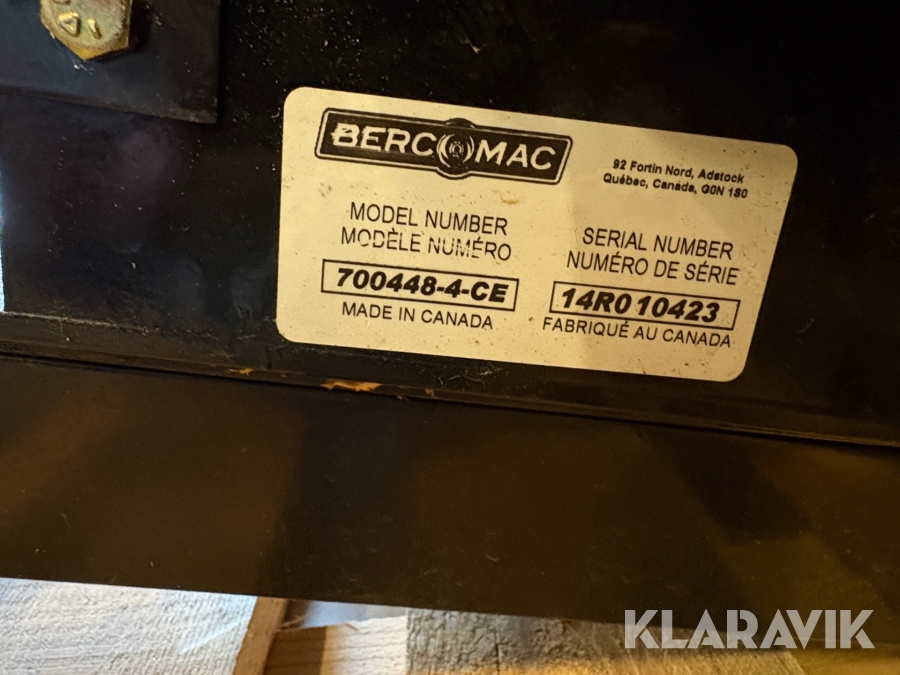 BERCOMAC
92 Fortin Nord, Adstock
Québec, Canada, G0N 1S0
MODEL NUMBER
MODÈLE NUMÉRO
700448-4-CE
MADE IN CANADA
SERIAL NUMBER
NUMÉRO DE SÉRIE
14R010423
FABRIQUÉ AU CANADA
KLARAVIK